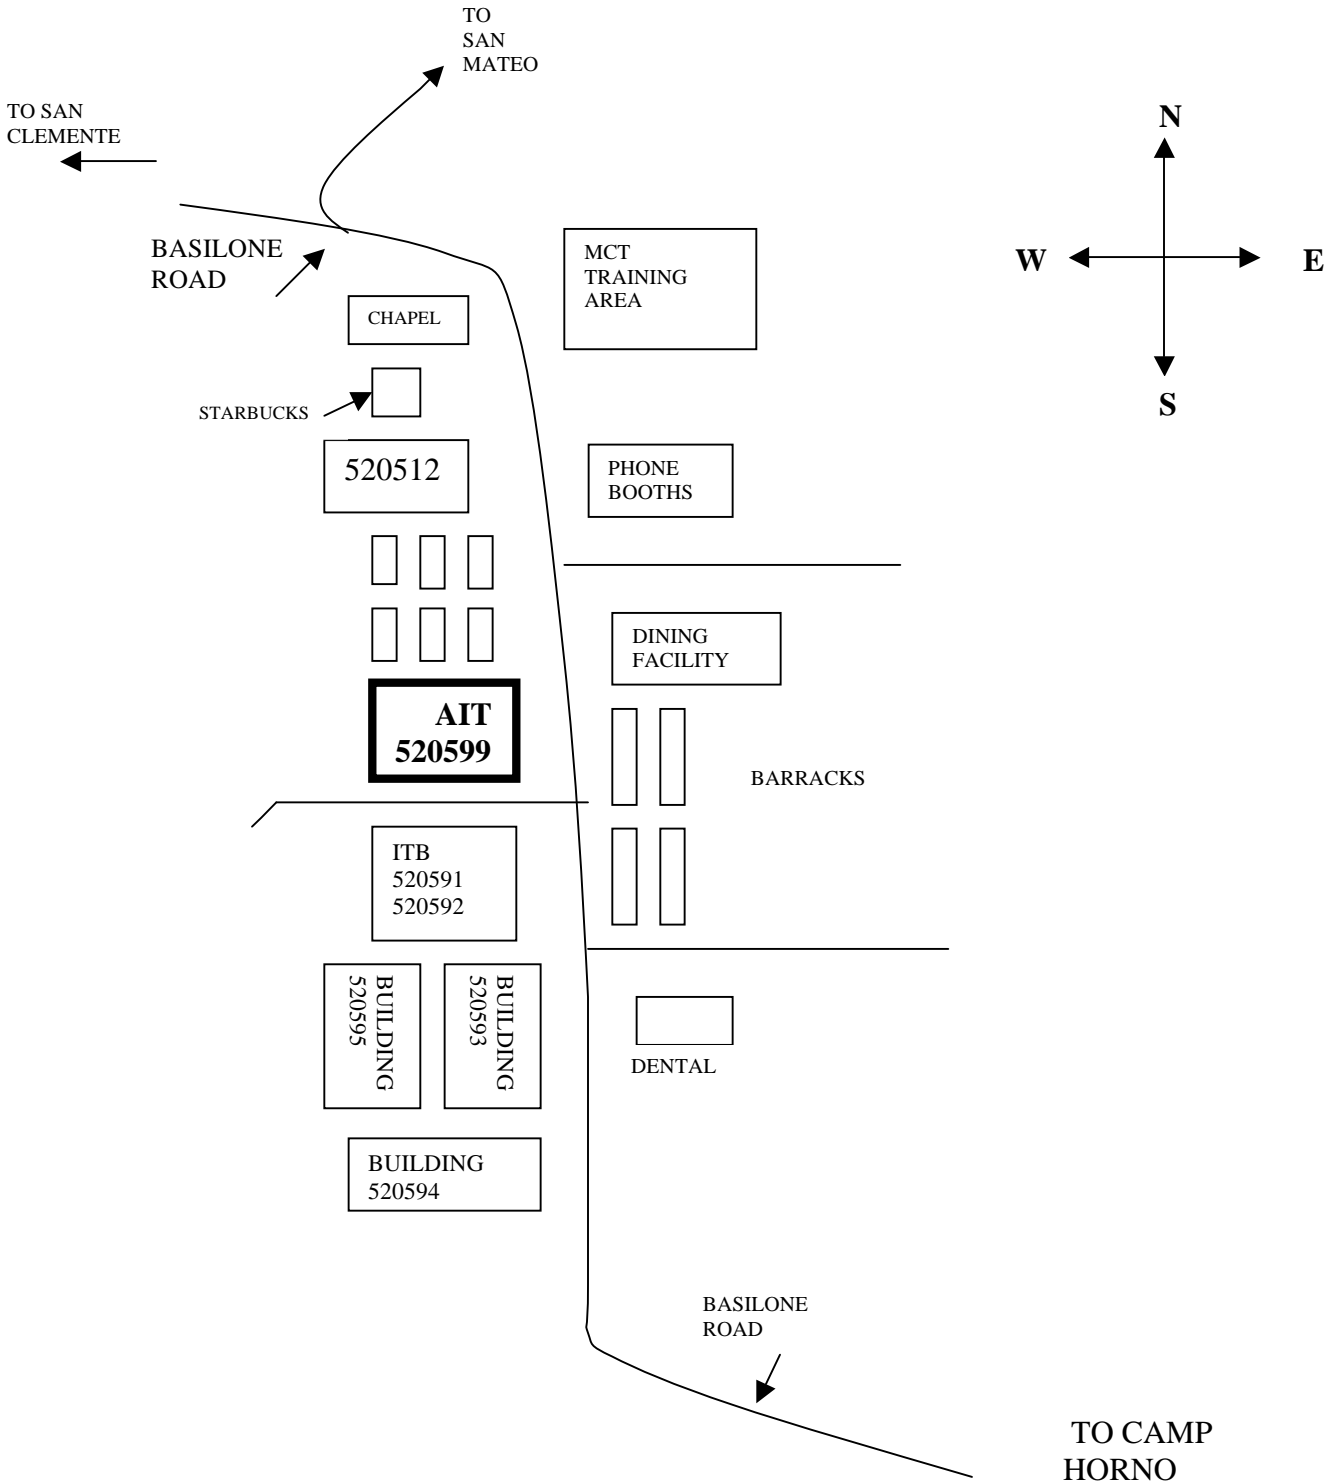 TO
SAN
MATEO
TO SAN
CLEMENTE
N
W
E
S
BASILONE
ROAD
MCT
TRAINING
AREA
CHAPEL
STARBUCKS
520512
PHONE
BOOTHS
DINING
FACILITY
AIT
520599
BARRACKS
ITB
520591
520592
BUILDING
520595
BUILDING
520593
DENTAL
BUILDING
520594
BASILONE
ROAD
TO CAMP
HORNO